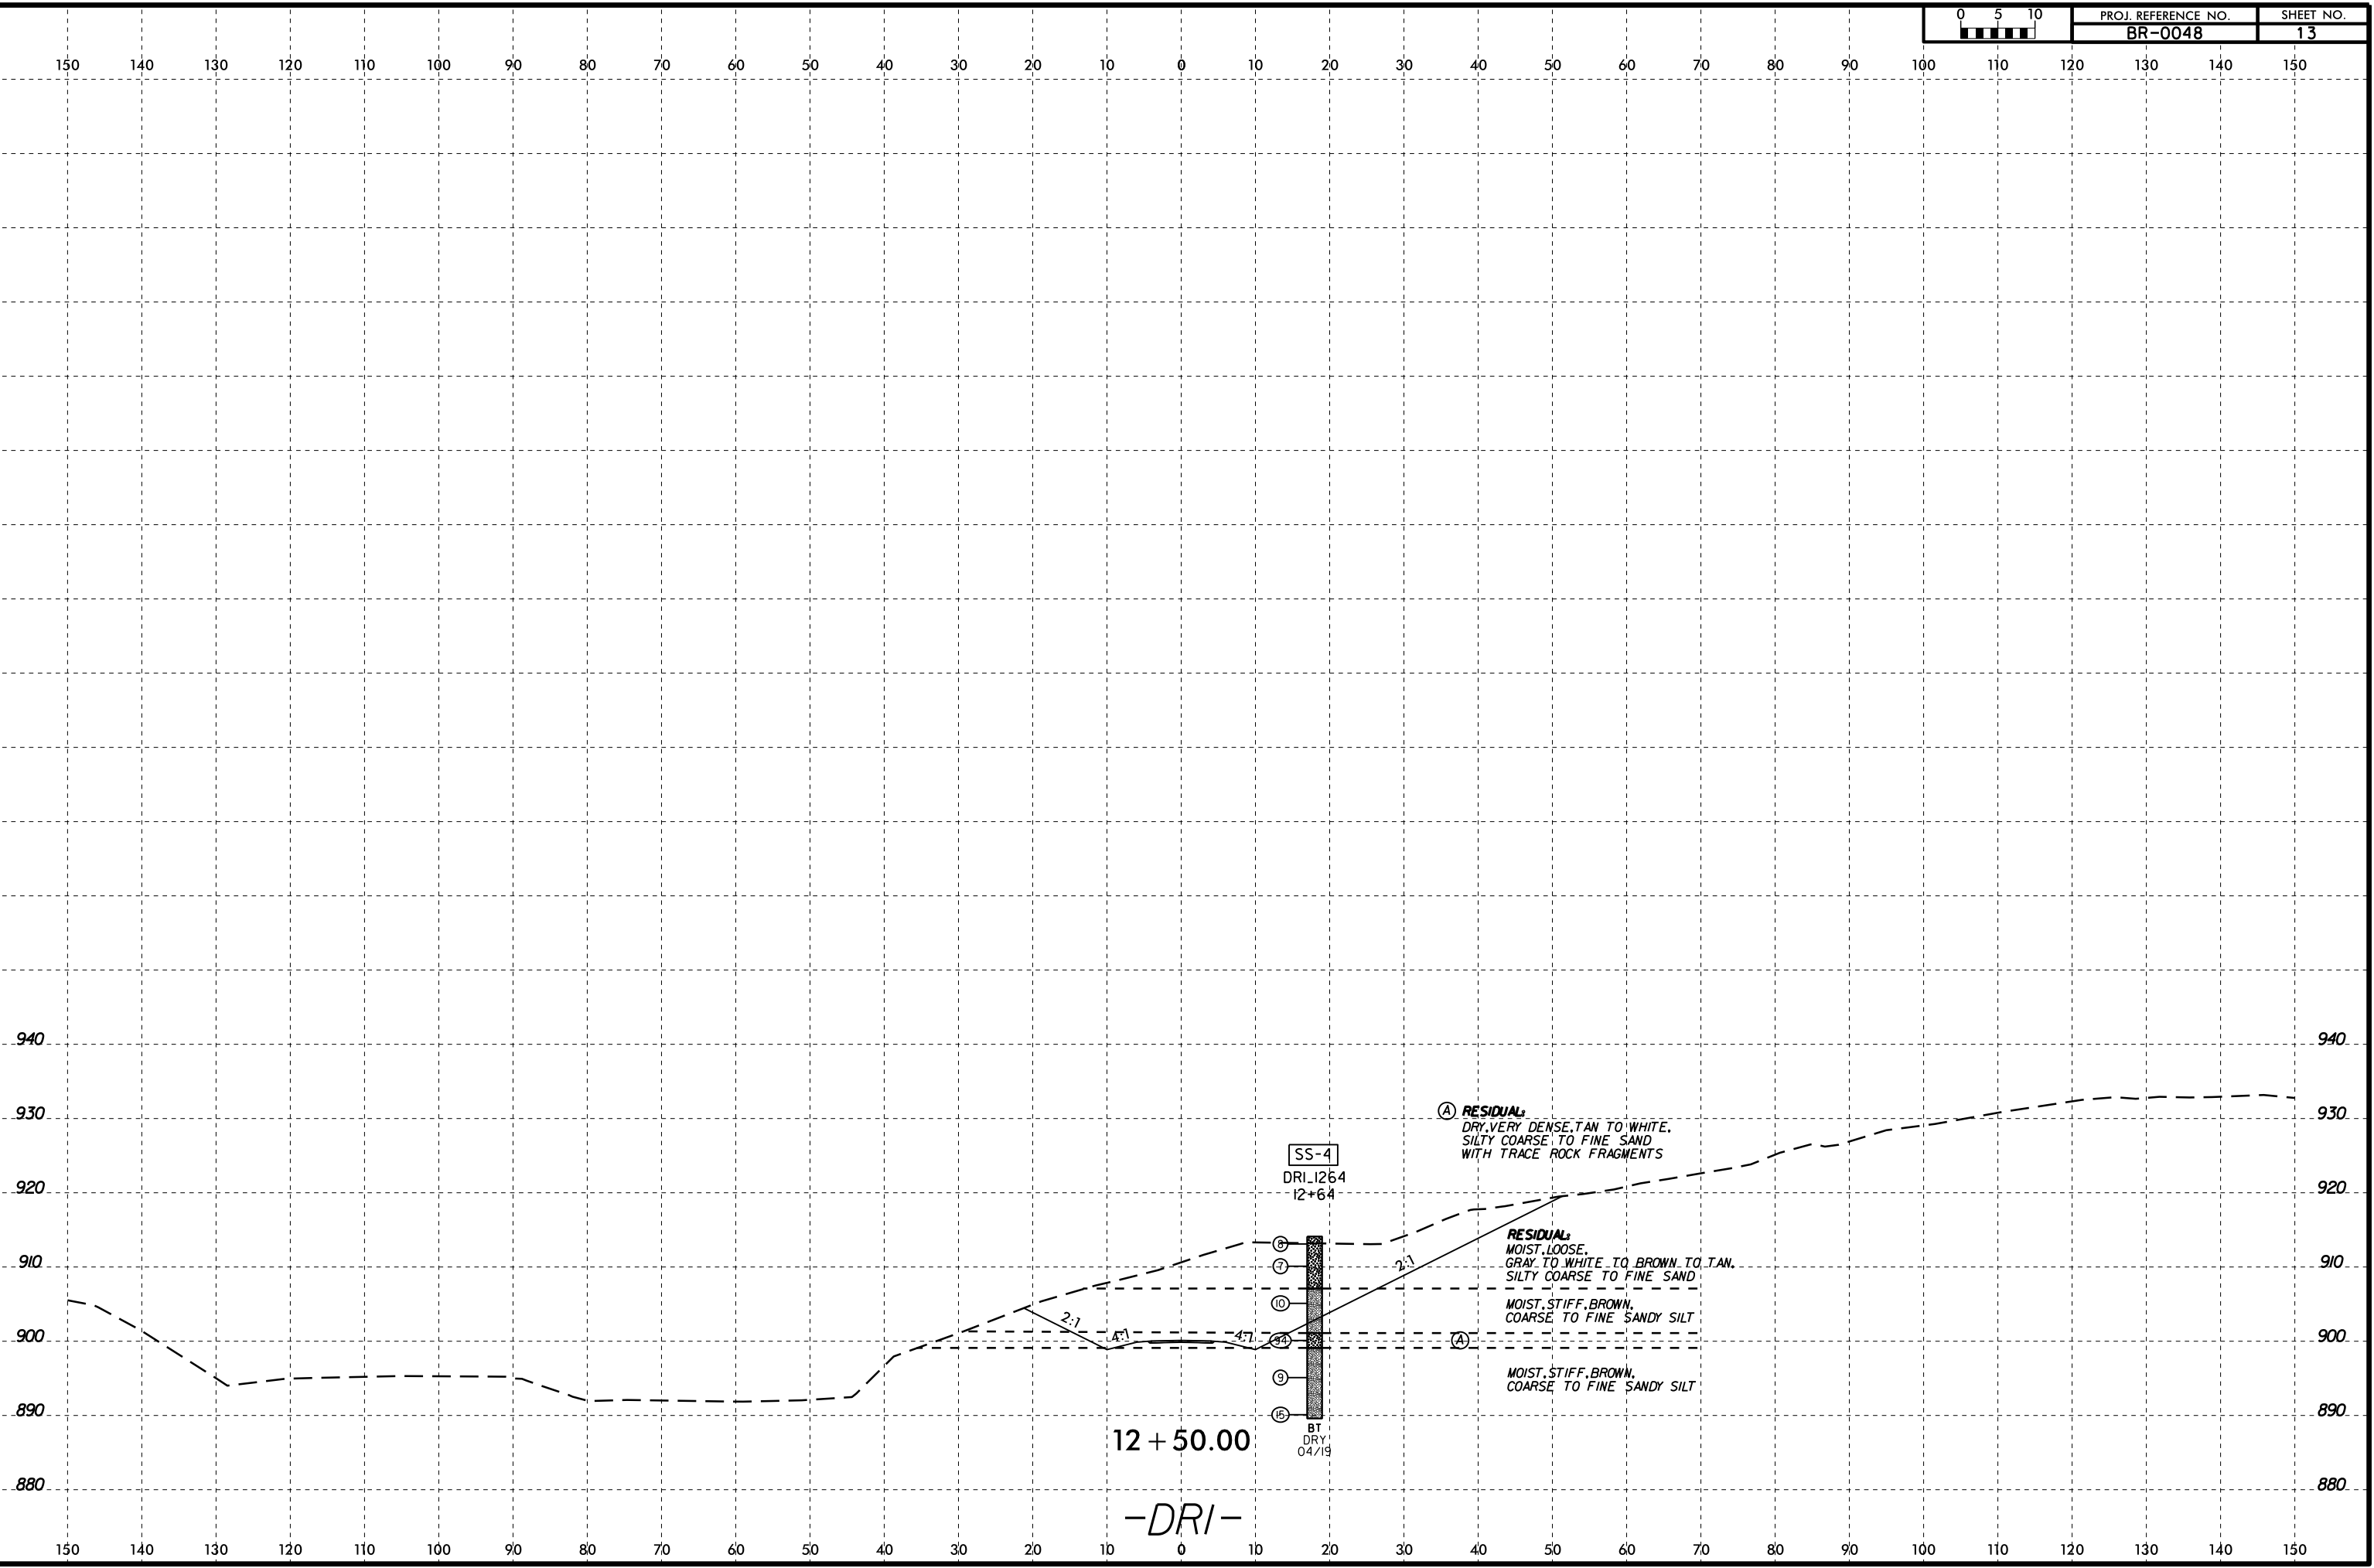 0 5 10
PROJ. REFERENCE NO. SHEET NO.
BR-0048 13
150 140 130 120 110 100 90 80 70 60 50 40 30 20 10 0 10 20 30 40 50 60 70 80 90 100 110 120 130 140 150
940 940
930 930
Ⓐ RESIDUAL:
DRY, VERY DENSE, TAN TO WHITE,
SILTY COARSE TO FINE SAND
WITH TRACE ROCK FRAGMENTS
SS-4
DRI_1264
12+64
920 920
RESIDUAL:
MOIST, LOOSE,
GRAY TO WHITE TO BROWN TO TAN,
SILTY COARSE TO FINE SAND
8
7
2:1
910 910
MOIST, STIFF, BROWN,
COARSE TO FINE SANDY SILT
10
2:1 4:1 4:1
94 Ⓐ
900 900
MOIST, STIFF, BROWN,
COARSE TO FINE SANDY SILT
9
15
890 890
BT
DRY
04/19
12+50.00
880 880
-DRI-
150 140 130 120 110 100 90 80 70 60 50 40 30 20 10 0 10 20 30 40 50 60 70 80 90 100 110 120 130 140 150